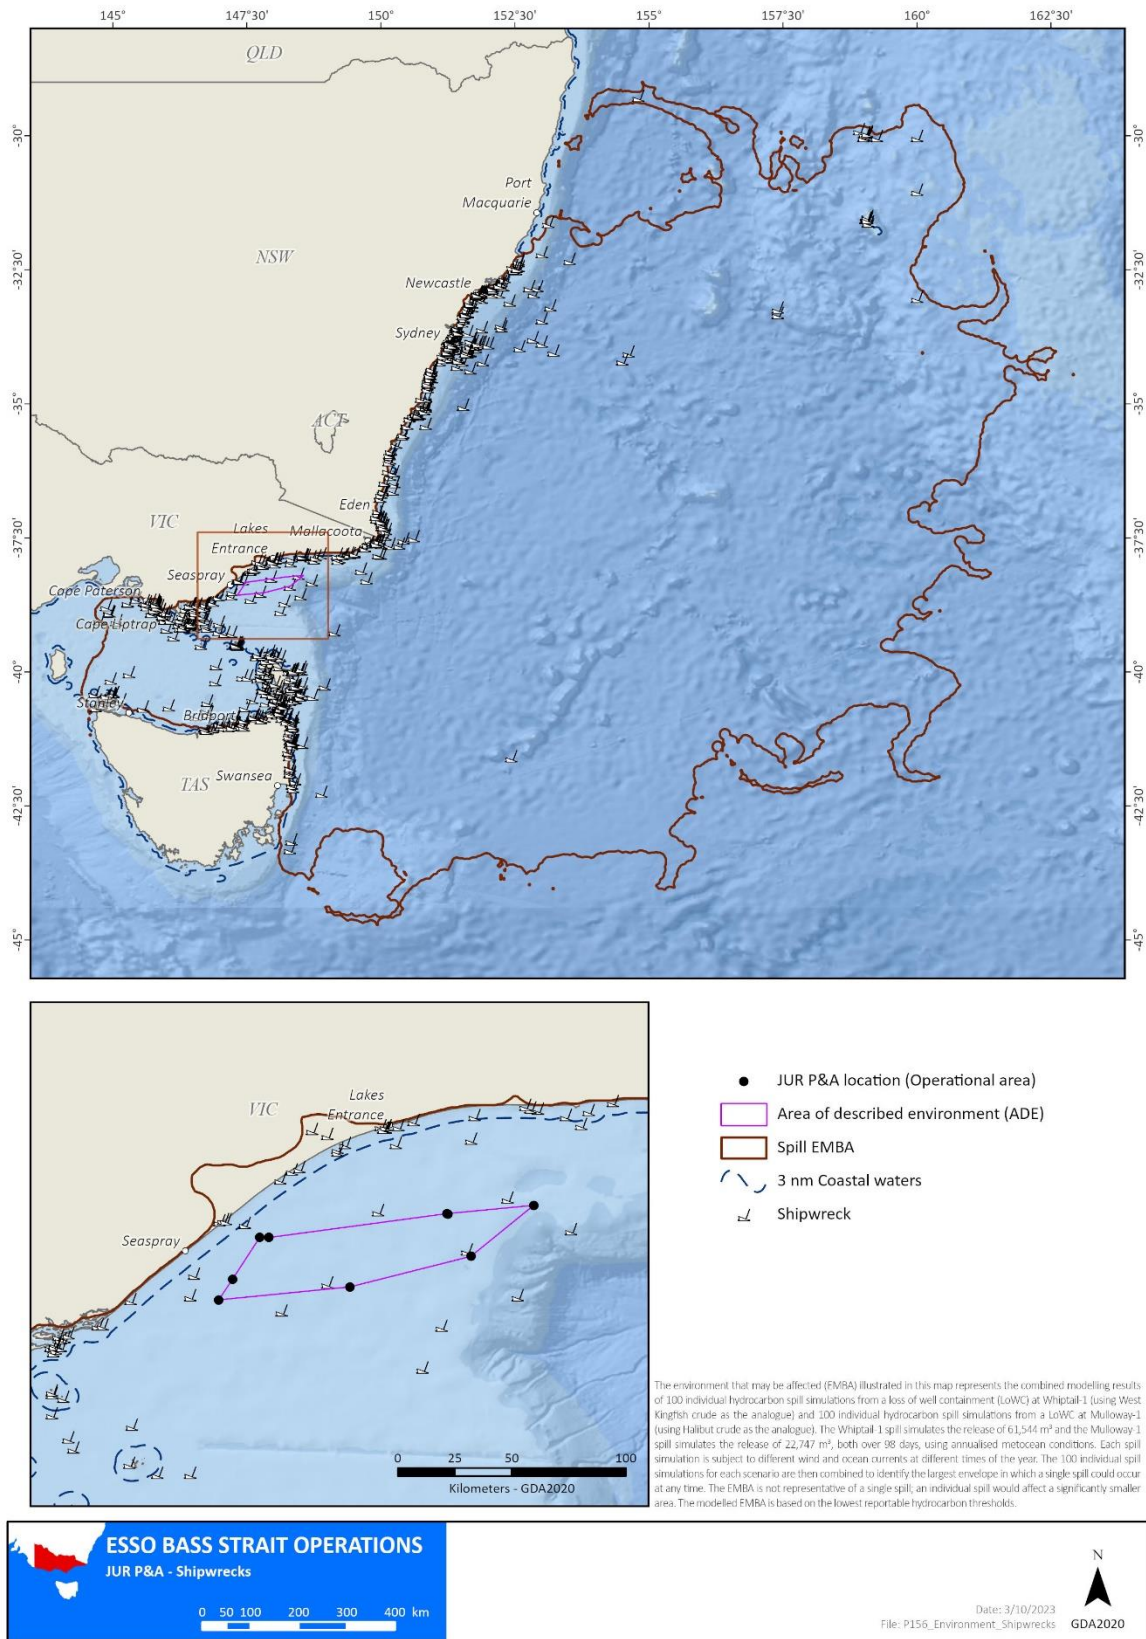 145° 147°30' 150° 152°30' 155° 157°30' 160° 162°30'
QLD
-30° -30°
Port
Macquarie
NSW
-32°30' -32°30'
Newcastle
Sydney
-35° -35°
ACT
Eden
-37°30' -37°30'
VIC
Lakes
Entrance
Mallacoota
Seaspray
Cape Paterson
Cape Liptrap
-40° -40°
Stanley
Bridport
TAS
Swansea
-42°30' -42°30'
-45° -45°
VIC
Lakes
Entrance
Seaspray
0 25 50 100
Kilometers - GDA2020
JUR P&A location (Operational area)
Area of described environment (ADE)
Spill EMBA
3 nm Coastal waters
Shipwreck
The environment that may be affected (EMBA) illustrated in this map represents the combined modelling results
of 100 individual hydrocarbon spill simulations from a loss of well containment (LoWC) at Whiptail-1 (using West
Kingfish crude as the analogue) and 100 individual hydrocarbon spill simulations from a LoWC at Mulloway-1
(using Halibut crude as the analogue). The Whiptail-1 spill simulates the release of 61,544 m³ and the Mulloway-1
spill simulates the release of 22,747 m³, both over 98 days, using annualised metocean conditions. Each spill
simulation is subject to different wind and ocean currents at different times of the year. The 100 individual spill
simulations for each scenario are then combined to identify the largest envelope in which a single spill could occur
at any time. The EMBA is not representative of a single spill; an individual spill would affect a significantly smaller
area. The modelled EMBA is based on the lowest reportable hydrocarbon thresholds.
ESSO BASS STRAIT OPERATIONS
JUR P&A - Shipwrecks
0 50 100 200 300 400 km
N
GDA2020
Date: 3/10/2023
File: P156_Environment_Shipwrecks